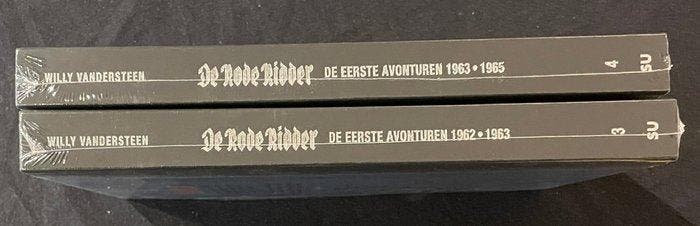 WILLY VANDERSTEEN De Rode Ridder DE EERSTE AVONTUREN 1963 • 1965 4 SU
WILLY VANDERSTEEN De Rode Ridder DE EERSTE AVONTUREN 1962 • 1963 3 SU